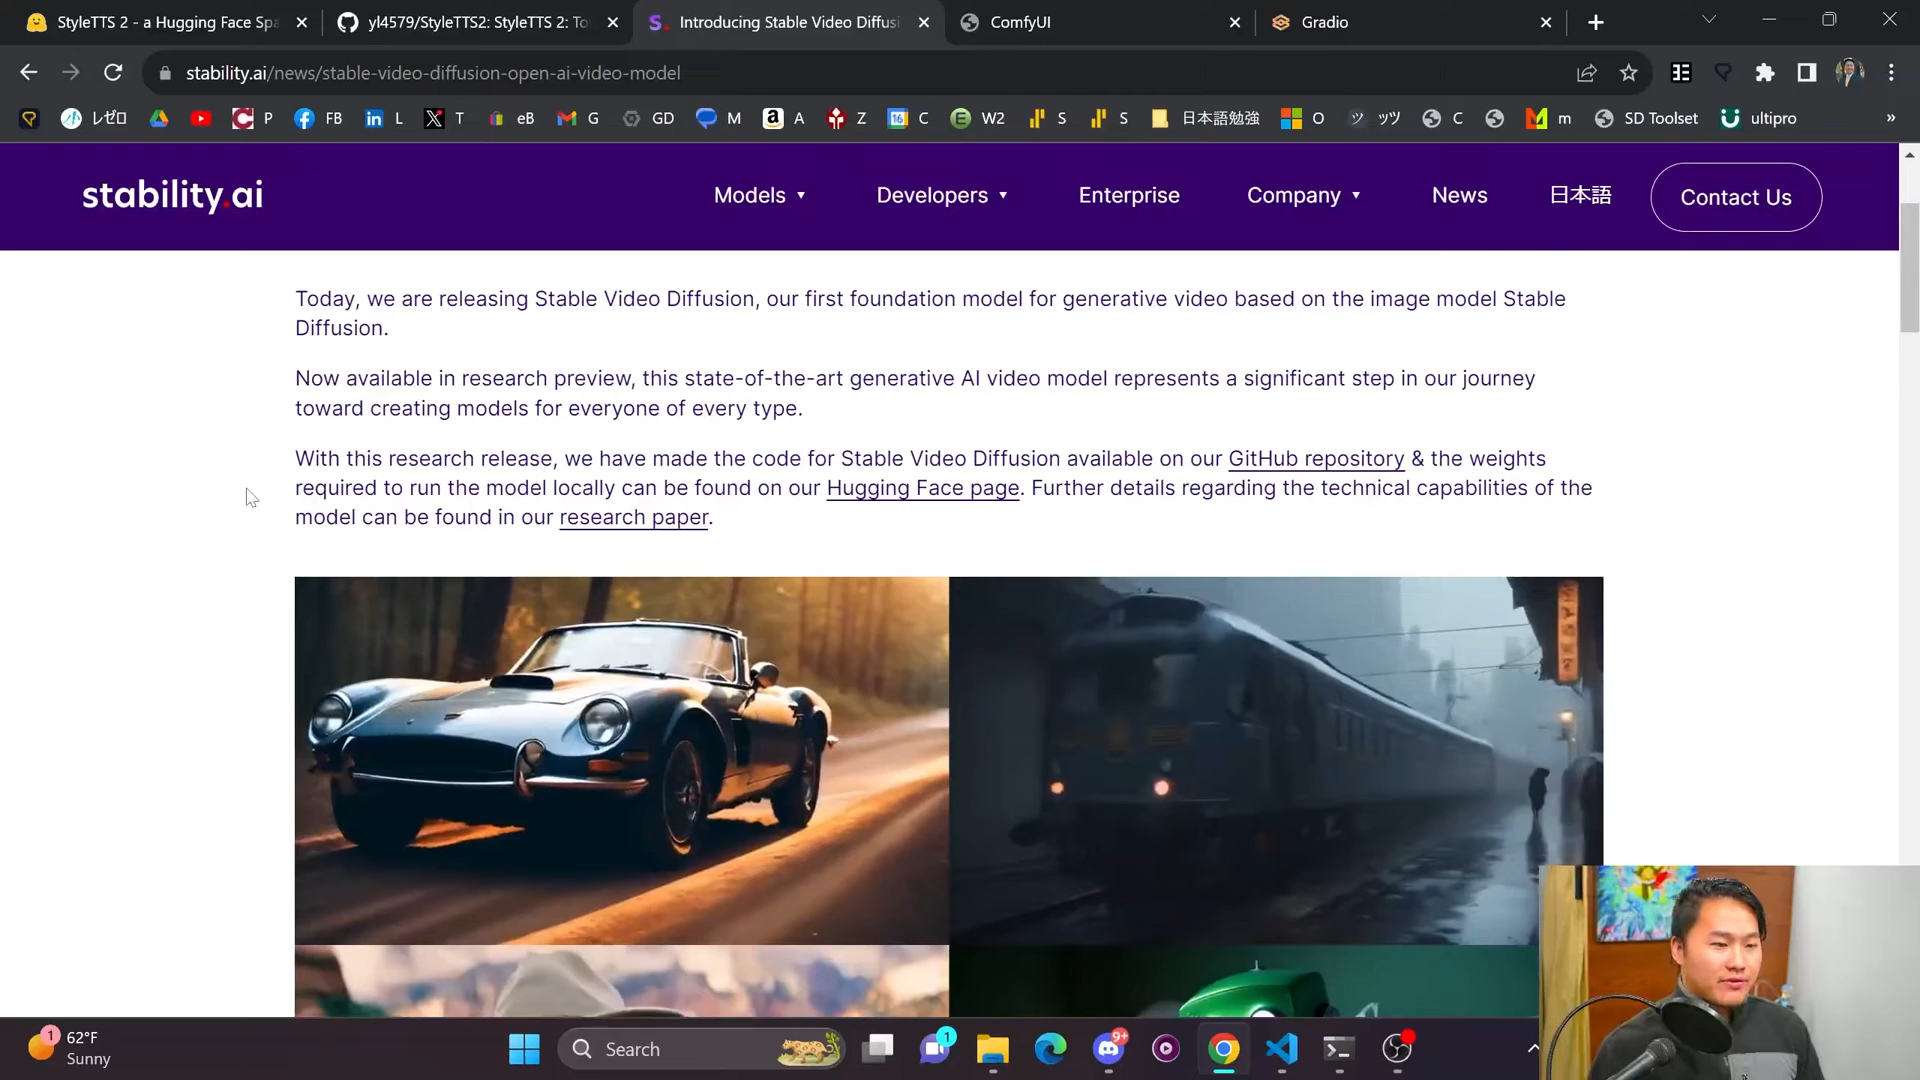 StyleTTS 2 - a Hugging Face Spa
yl4579/StyleTTS2: StyleTTS 2: To
S. Introducing Stable Video Diffusi
ComfyUI
Gradio
stability.ai/news/stable-video-diffusion-open-ai-video-model
レゼロ P FB L T eB G GD M A Z 16 C W2 S S 日本語勉強 O ッツ C m SD Toolset ultipro »
stability.ai
Models Developers Enterprise Company News 日本語 Contact Us
Today, we are releasing Stable Video Diffusion, our first foundation model for generative video based on the image model Stable
Diffusion.
Now available in research preview, this state-of-the-art generative AI video model represents a significant step in our journey
toward creating models for everyone of every type.
With this research release, we have made the code for Stable Video Diffusion available on our GitHub repository & the weights
required to run the model locally can be found on our Hugging Face page. Further details regarding the technical capabilities of the
model can be found in our research paper.
1
62°F
Sunny
Search
1
9+